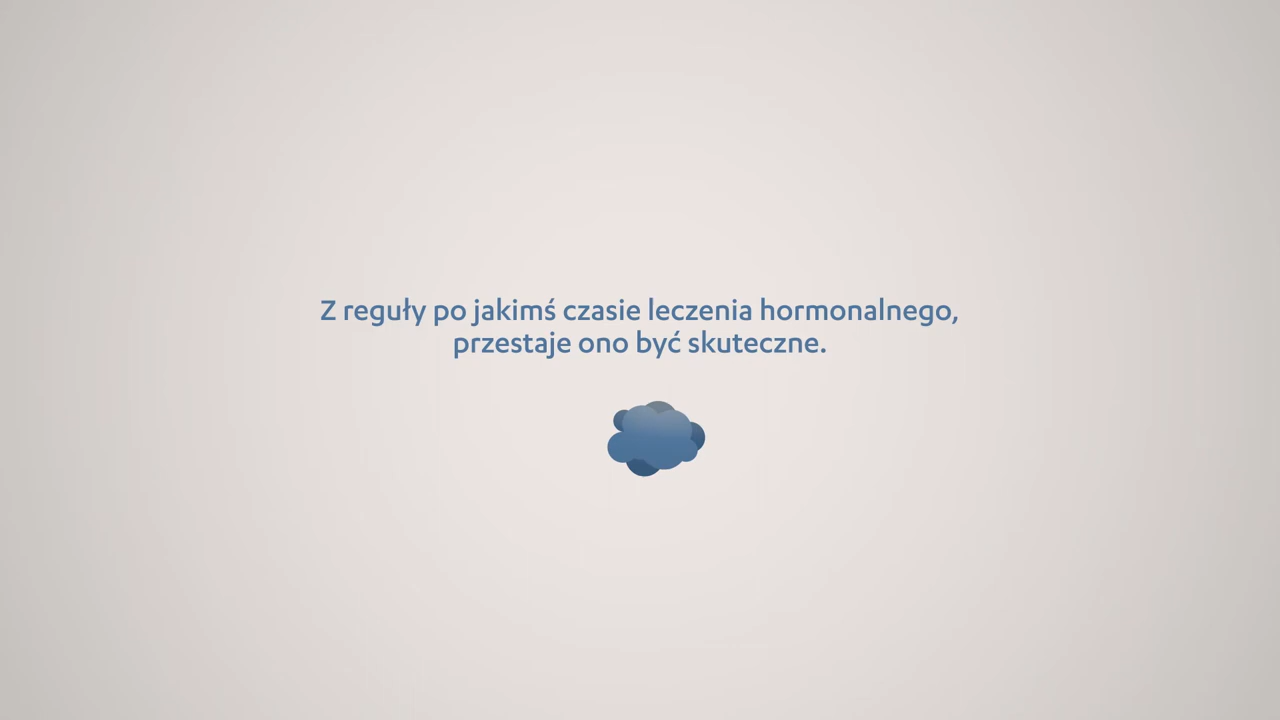 Z reguły po jakimś czasie leczenia hormonalnego,
przestaje ono być skuteczne.